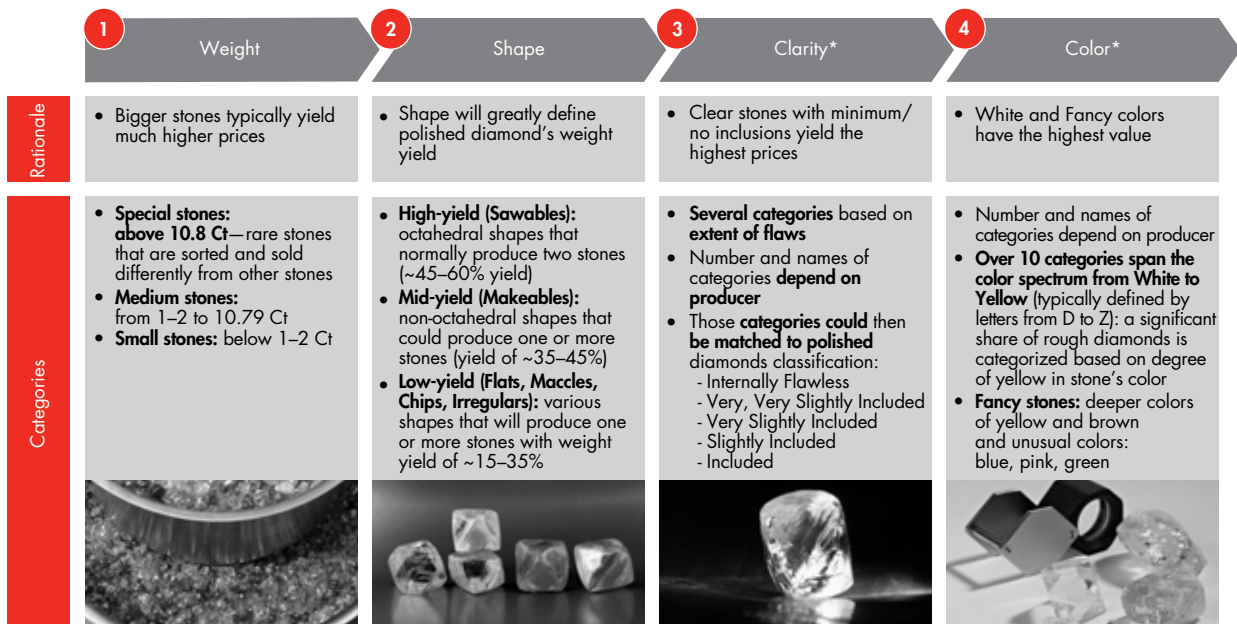 1
Weight
2
Shape
3
Clarity*
4
Color*
Rationale
• Bigger stones typically yield
much higher prices
• Shape will greatly define
polished diamond's weight
yield
• Clear stones with minimum/
no inclusions yield the
highest prices
• White and Fancy colors
have the highest value
Categories
• Special stones:
above 10.8 Ct—rare stones
that are sorted and sold
differently from other stones
• Medium stones:
from 1–2 to 10.79 Ct
• Small stones: below 1–2 Ct
• High-yield (Sawables):
octahedral shapes that
normally produce two stones
(~45–60% yield)
• Mid-yield (Makeables):
non-octahedral shapes that
could produce one or more
stones (yield of ~35–45%)
• Low-yield (Flats, Maccles,
Chips, Irregulars): various
shapes that will produce one
or more stones with weight
yield of ~15–35%
• Several categories based on
extent of flaws
• Number and names of
categories depend on
producer
• Those categories could then
be matched to polished
diamonds classification:
- Internally Flawless
- Very, Very Slightly Included
- Very Slightly Included
- Slightly Included
- Included
• Number and names of
categories depend on producer
• Over 10 categories span the
color spectrum from White to
Yellow (typically defined by
letters from D to Z): a significant
share of rough diamonds is
categorized based on degree
of yellow in stone's color
• Fancy stones: deeper colors
of yellow and brown
and unusual colors:
blue, pink, green